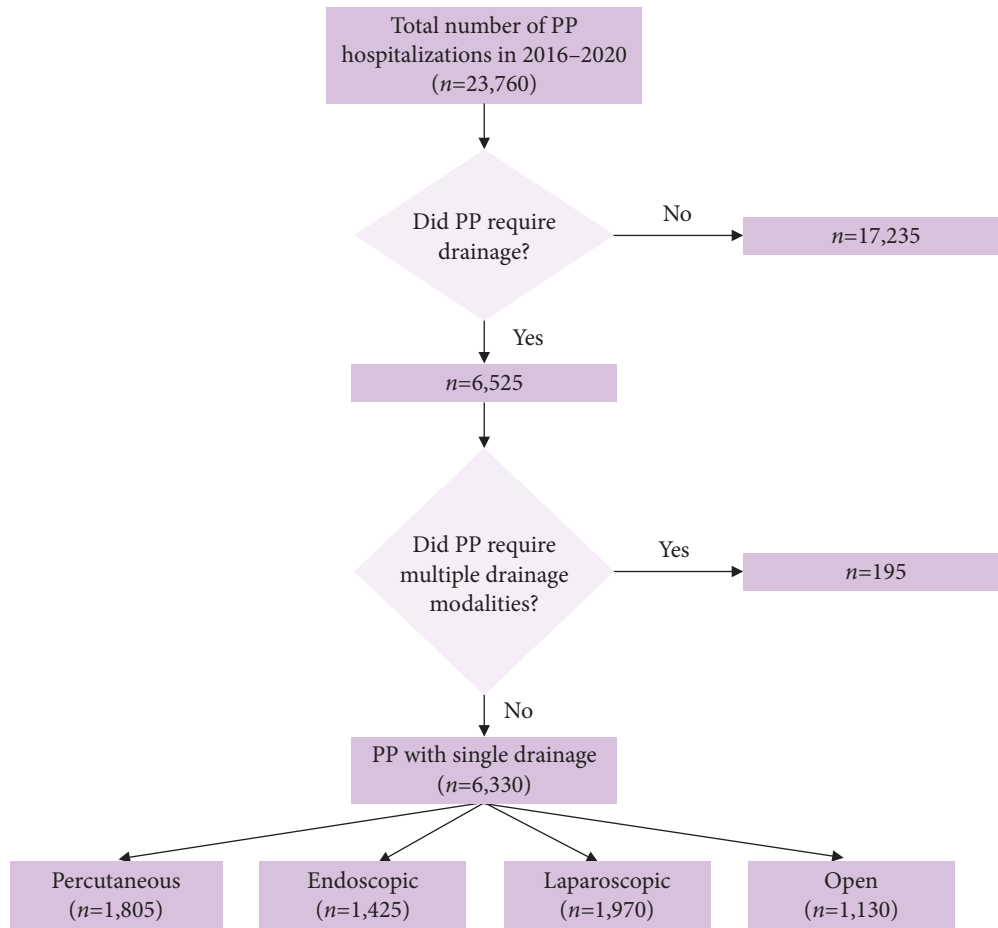 Total number of PP
hospitalizations in 2016–2020
(n=23,760)
Did PP require
drainage?
No
n=17,235
Yes
n=6,525
Did PP require
multiple drainage
modalities?
Yes
n=195
No
PP with single drainage
(n=6,330)
Percutaneous
(n=1,805)
Endoscopic
(n=1,425)
Laparoscopic
(n=1,970)
Open
(n=1,130)